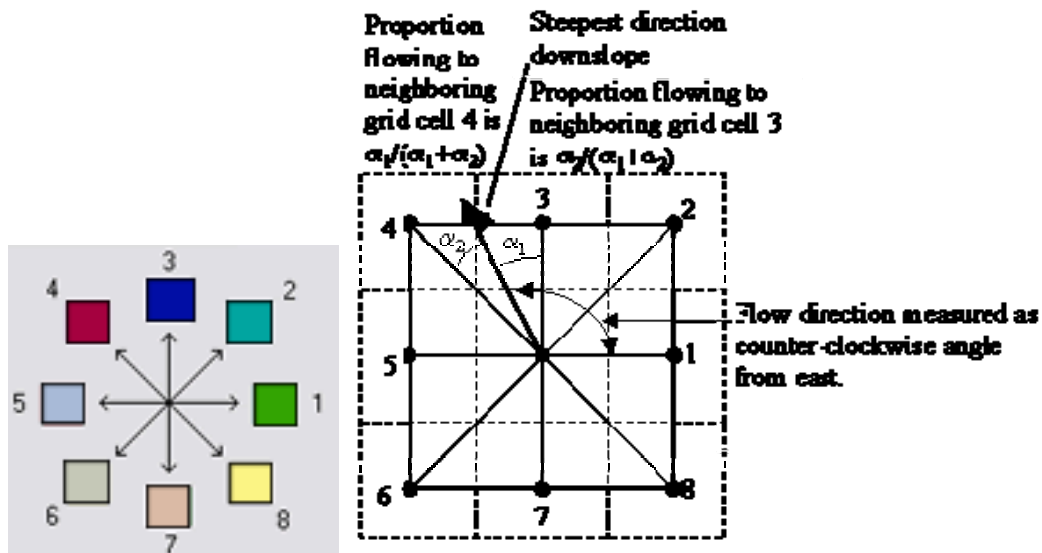 Proportion
flowing to
neighboring
grid cell 4 is
α₁/(α₁+α₂)
Steepest direction
downslope
Proportion flowing to
neighboring grid cell 3
is α₂/(α₁+α₂)
3
4
2
5
1
6
8
7
4
3
2
α₂
α₁
5
1
Flow direction measured as
counter-clockwise angle
from east.
6
7
8